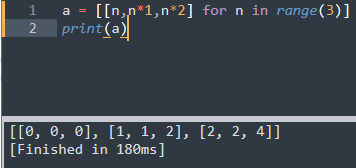 1 a = [[n,n*1,n*2] for n in range(3)]
2 print(a)
[[0, 0, 0], [1, 1, 2], [2, 2, 4]]
[Finished in 180ms]